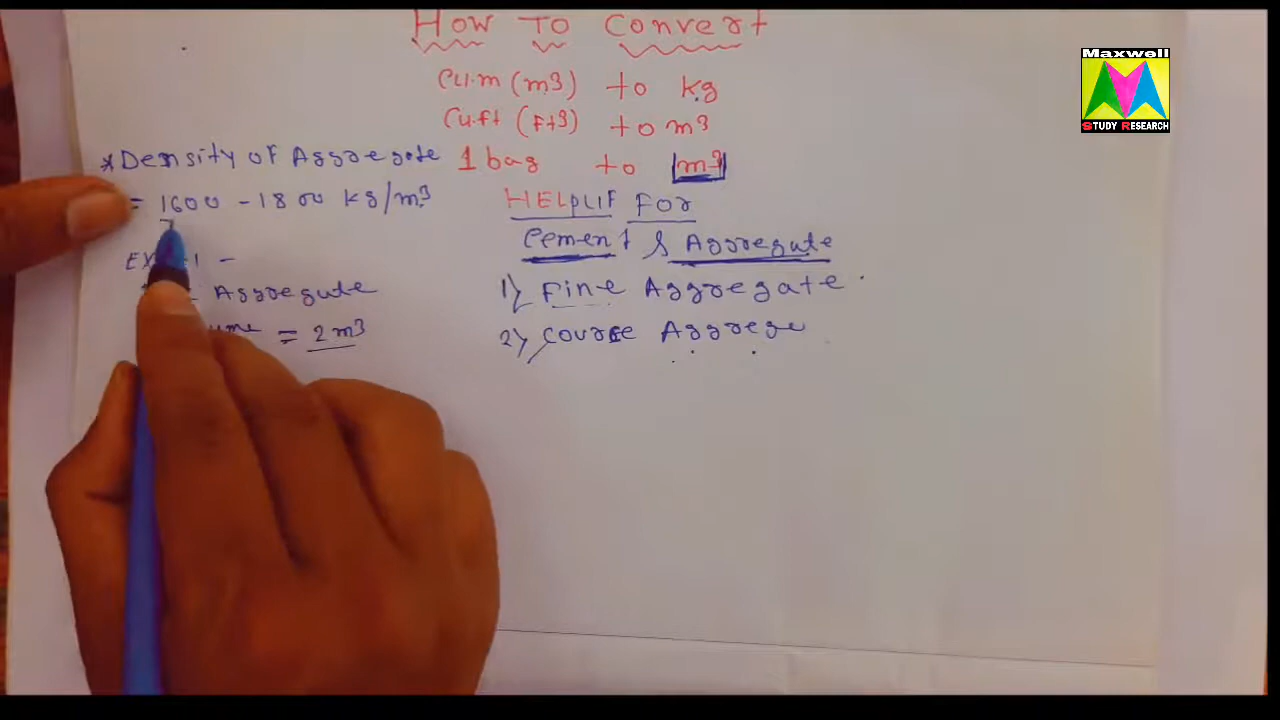 How To Convert
Cu.m (m3) to kg
Cu.ft (ft3) to m3
1 bag to m3
HELPLIF FOR
Cement & Aggregate
1) Fine Aggregate
2) Course Aggrege
*Density of Aggregate
= 1600 - 1800 kg/m3
Aggregate
= 2 m3
Maxwell
STUDY RESEARCH